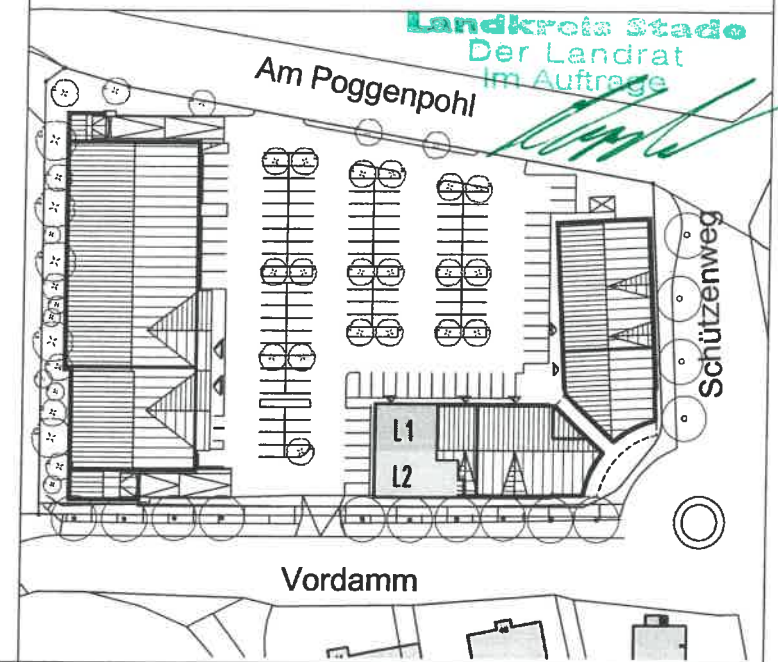 Landkreis Stade
Der Landrat
Im Auftrage
Am Poggenpohl
Schützenweg
L1
L2
Vordamm